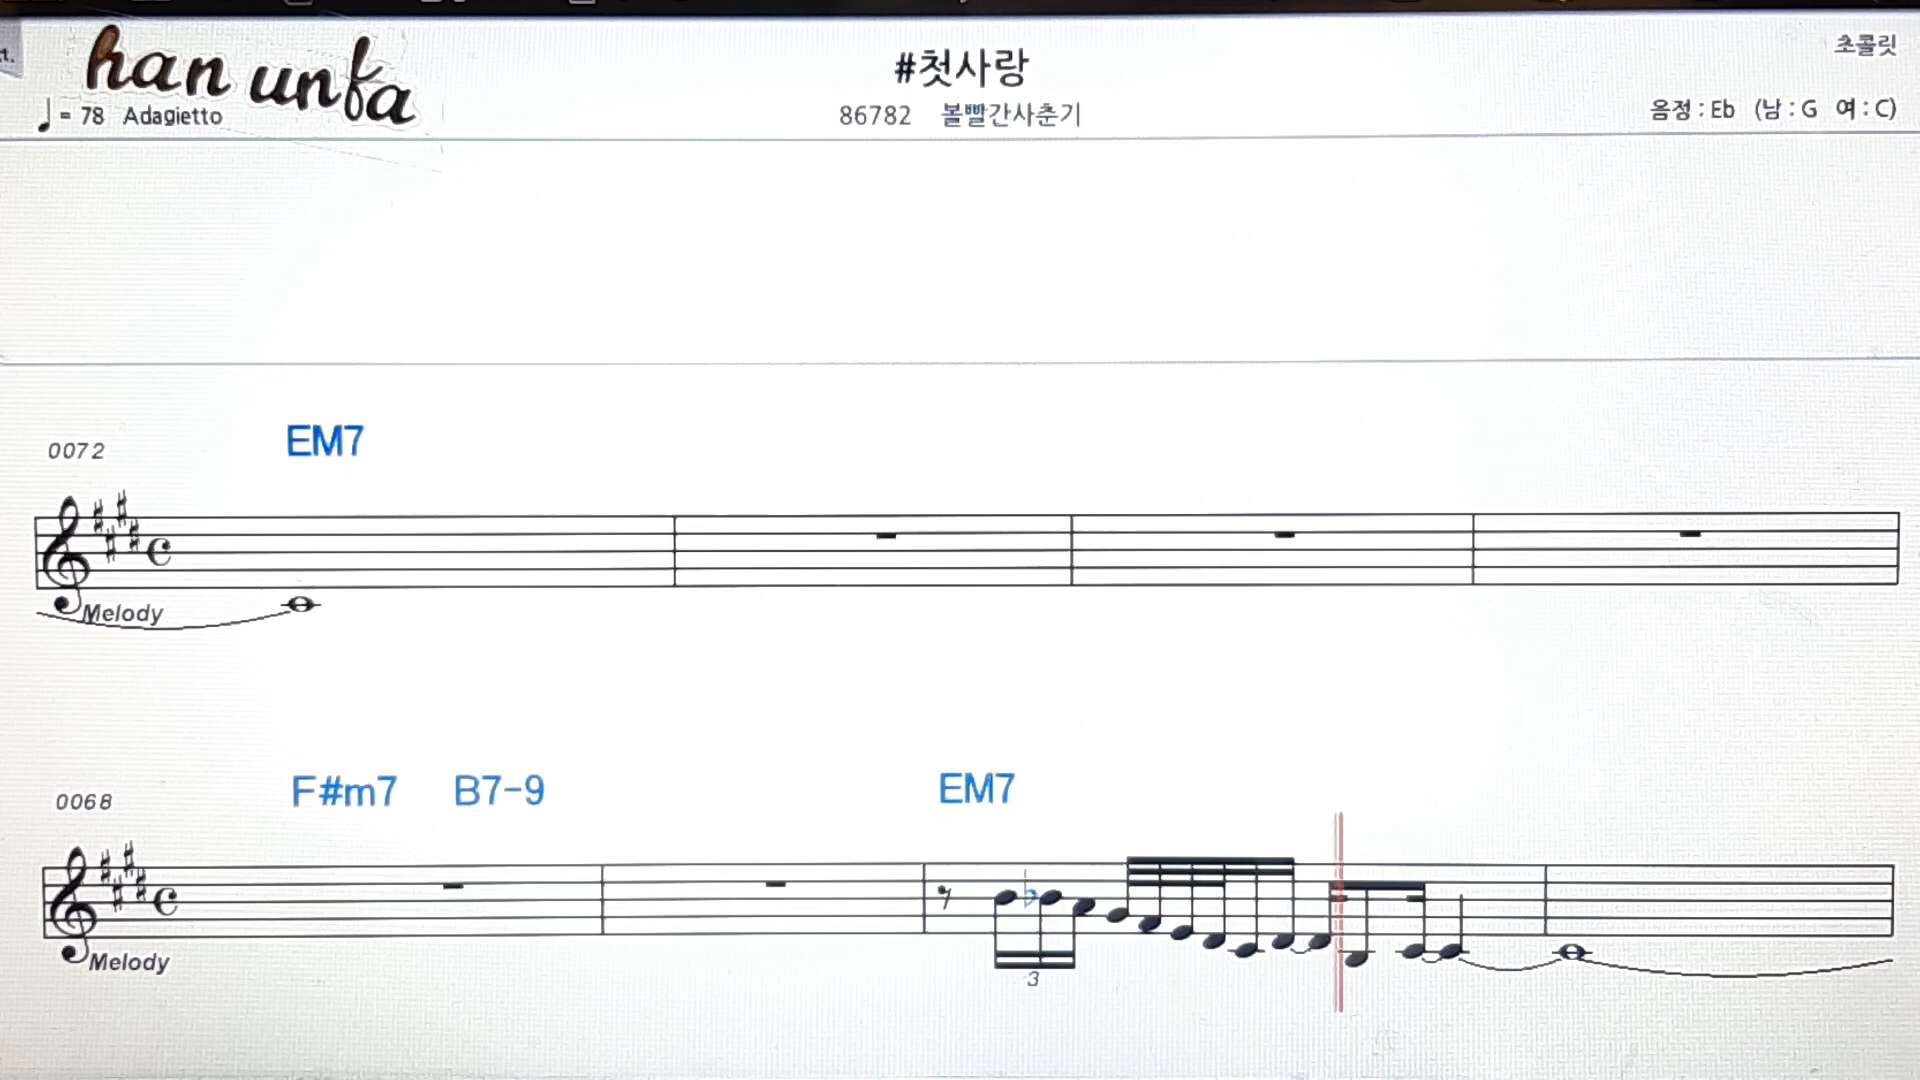 han unfa
#첫사랑
초콜릿
♩= 78 Adagietto
86782 볼빨간사춘기
음정 : Eb (남 : G 여 : C)
0072
EM7
Melody
0068
F#m7 B7-9 EM7
Melody
3